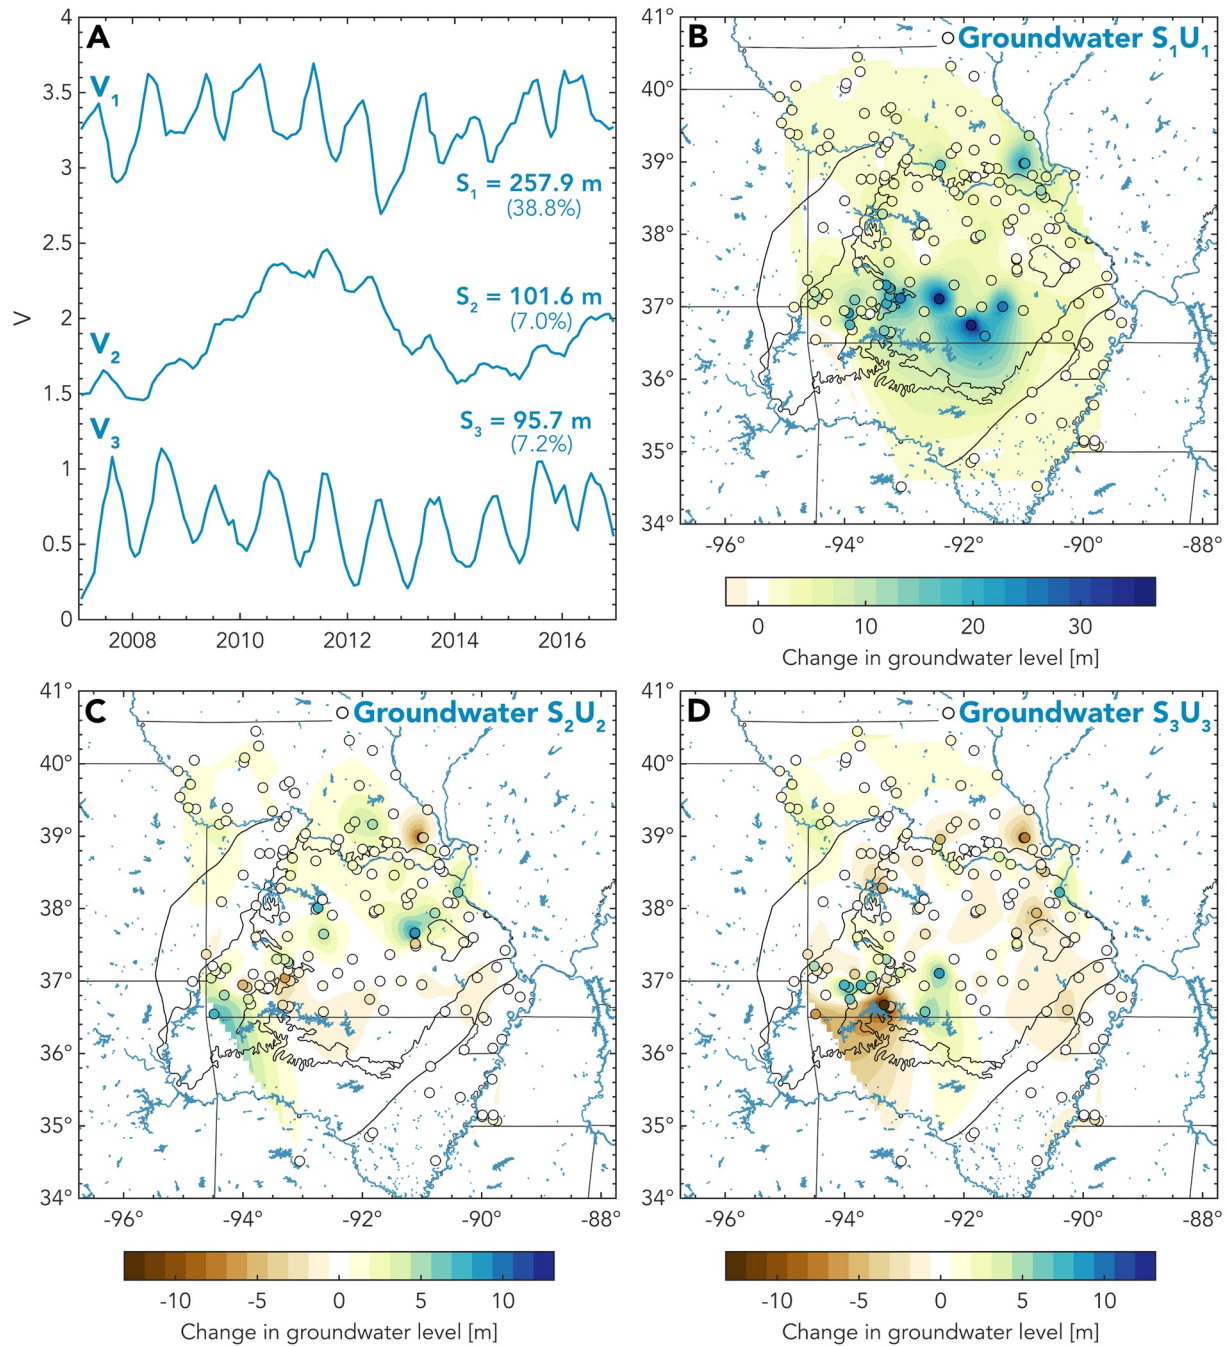 A
4
3.5
3
2.5
2
1.5
1
0.5
0
V
V1
S1 = 257.9 m
(38.8%)
V2
S2 = 101.6 m
(7.0%)
V3
S3 = 95.7 m
(7.2%)
2008 2010 2012 2014 2016
B
Groundwater S1U1
41°
40°
39°
38°
37°
36°
35°
34°
-96° -94° -92° -90° -88°
0 10 20 30
Change in groundwater level [m]
C
Groundwater S2U2
41°
40°
39°
38°
37°
36°
35°
34°
-96° -94° -92° -90° -88°
-10 -5 0 5 10
Change in groundwater level [m]
D
Groundwater S3U3
41°
40°
39°
38°
37°
36°
35°
34°
-96° -94° -92° -90° -88°
-10 -5 0 5 10
Change in groundwater level [m]